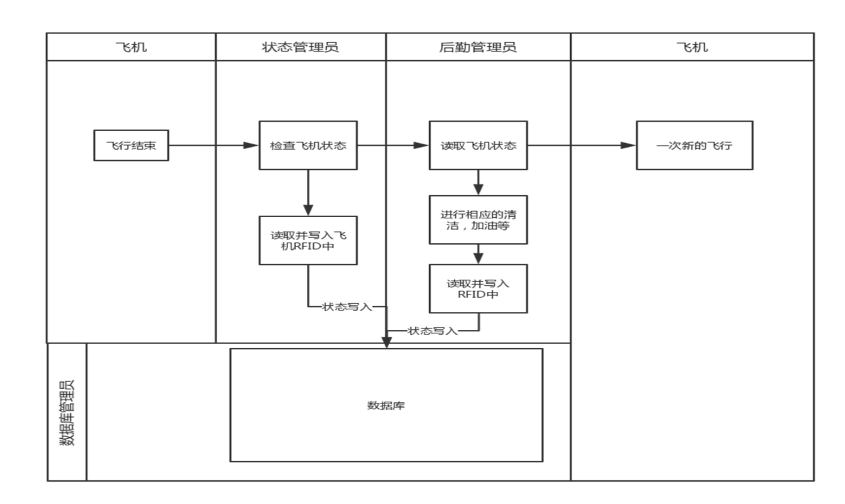 飞机
状态管理员
后勤管理员
飞机
飞行结束
检查飞机状态
读取飞机状态
一次新的飞行
读取并写入飞
机RFID中
进行相应的清
洁，加油等
读取并写入
RFID中
状态写入
状态写入
数据库管理员
数据库